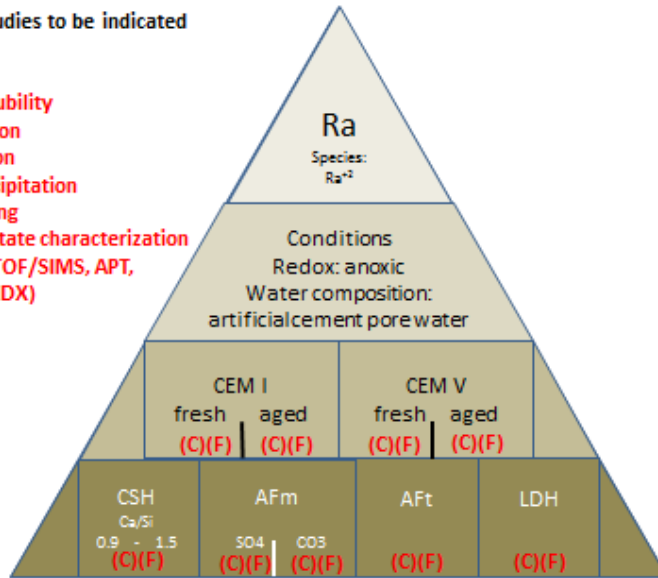 udies to be indicated
ubility
on
on
ipitation
ng
tate characterization
TOF/SIMS, APT,
DX)
Ra
Species:
Ra+2
Conditions
Redox: anoxic
Water composition:
artificialcement pore water
CEM I
fresh aged
(C)(F) (C)(F)
CEM V
fresh aged
(C)(F) (C)(F)
CSH
Ca/Si
0.9 - 1.5
(C)(F)
AFm
SO4 CO3
(C)(F) (C)(F)
AFt
(C)(F)
LDH
(C)(F)